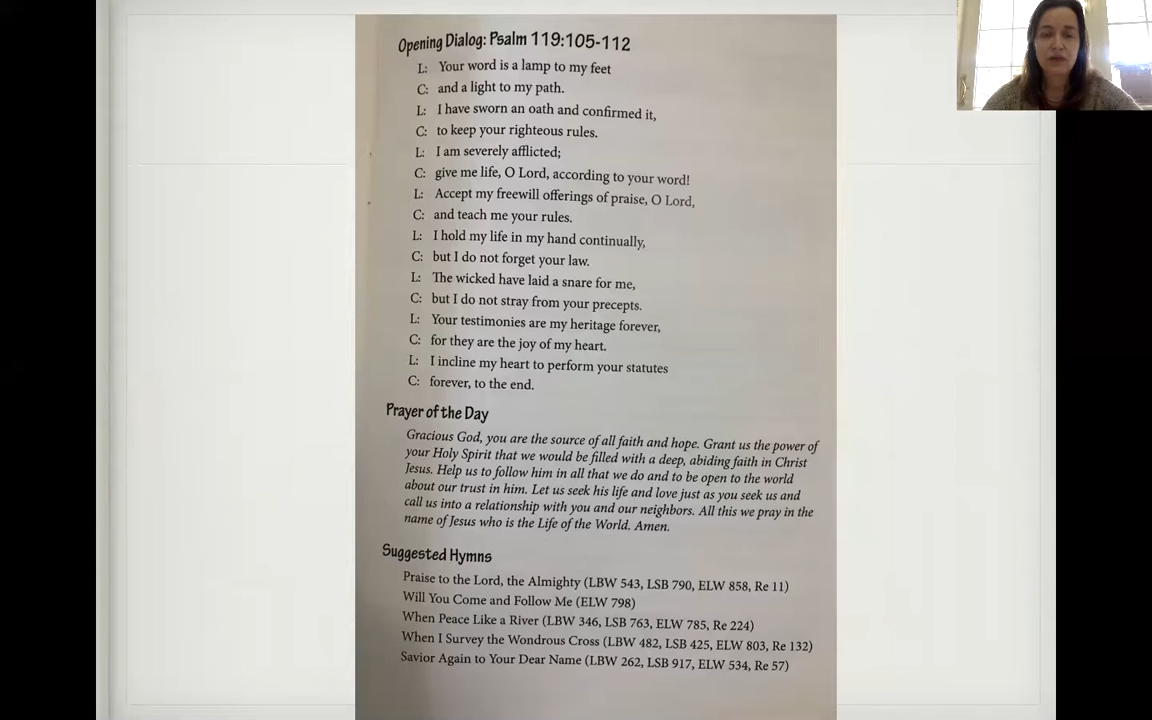 Opening Dialog: Psalm 119:105-112
L: Your word is a lamp to my feet
C: and a light to my path.
L: I have sworn an oath and confirmed it,
C: to keep your righteous rules.
L: I am severely afflicted;
C: give me life, O Lord, according to your word!
L: Accept my freewill offerings of praise, O Lord,
C: and teach me your rules.
L: I hold my life in my hand continually,
C: but I do not forget your law.
L: The wicked have laid a snare for me,
C: but I do not stray from your precepts.
L: Your testimonies are my heritage forever,
C: for they are the joy of my heart.
L: I incline my heart to perform your statutes
C: forever, to the end.
Prayer of the Day
Gracious God, you are the source of all faith and hope. Grant us the power of
your Holy Spirit that we would be filled with a deep, abiding faith in Christ
Jesus. Help us to follow him in all that we do and to be open to the world
about our trust in him. Let us seek his life and love just as you seek us and
call us into a relationship with you and our neighbors. All this we pray in the
name of Jesus who is the Life of the World. Amen.
Suggested Hymns
Praise to the Lord, the Almighty (LBW 543, LSB 790, ELW 858, Re 11)
Will You Come and Follow Me (ELW 798)
When Peace Like a River (LBW 346, LSB 763, ELW 785, Re 224)
When I Survey the Wondrous Cross (LBW 482, LSB 425, ELW 803, Re 132)
Savior Again to Your Dear Name (LBW 262, LSB 917, ELW 534, Re 57)